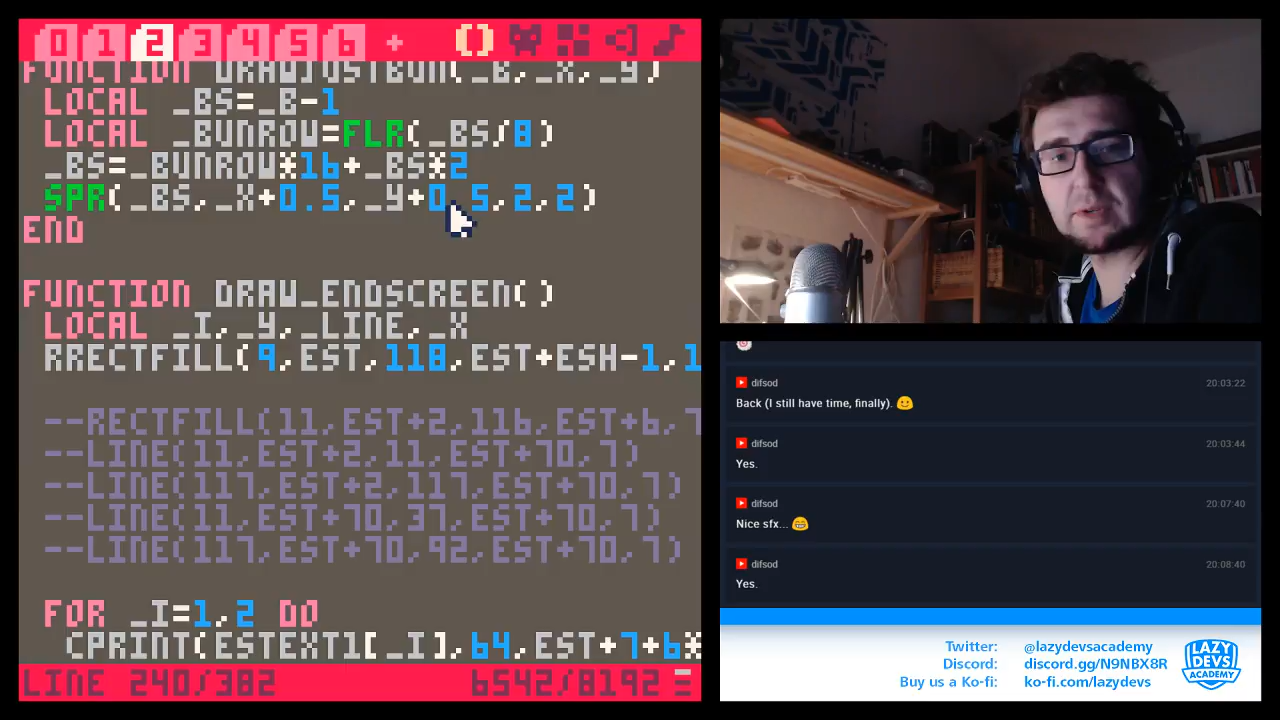 0 1 2 3 4 5 6 +
FUNCTION DRAWJUSTBUN(_B,_X,_Y)
LOCAL _BS=_B-1
LOCAL _BUNROW=FLR(_BS/8)
_BS=_BUNROW*16+_BS*2
SPR(_BS,_X+0.5,_Y+0.5,2,2)
END
FUNCTION DRAW_ENDSCREEN()
LOCAL _I,_Y,_LINE,_X
RRECTFILL(9,EST,118,EST+ESH-1,1
--RECTFILL(11,EST+2,116,EST+6,7
--LINE(11,EST+2,11,EST+70,7)
--LINE(117,EST+2,117,EST+70,7)
--LINE(11,EST+70,37,EST+70,7)
--LINE(117,EST+70,92,EST+70,7)
FOR _I=1,2 DO
CPRINT(ESTEXT1[_I],64,EST+7+6*
LINE 240/382 6542/8192
difsod 20:03:22
Back (I still have time, finally). 🙂
difsod 20:03:44
Yes.
difsod 20:07:40
Nice sfx... 😄
difsod 20:08:40
Yes.
Twitter: @lazydevsacademy
Discord: discord.gg/N9NBX8R
Buy us a Ko-fi: ko-fi.com/lazydevs
LAZY
DEVS
ACADEMY